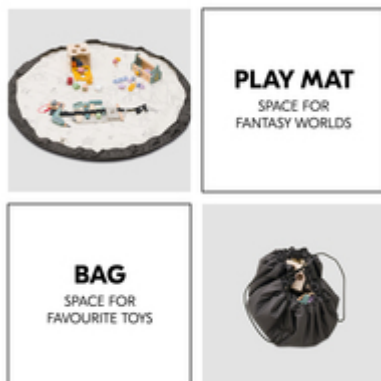 PLAY MAT
SPACE FOR
FANTASY WORLDS
BAG
SPACE FOR
FAVOURITE TOYS